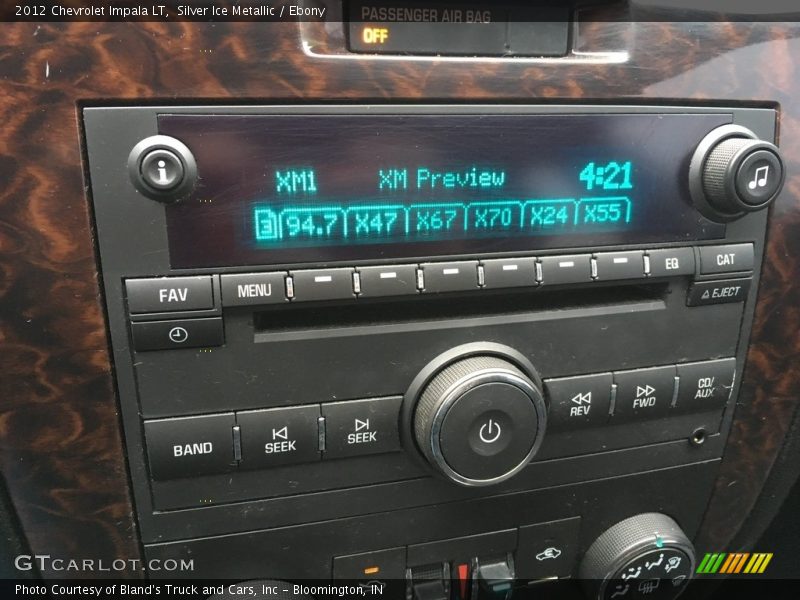 2012 Chevrolet Impala LT, Silver Ice Metallic / Ebony
PASSENGER AIR BAG
OFF
i
XM1 XM Preview 4:21
3 94.7 X47 X67 X70 X24 X55
FAV MENU EQ CAT
EJECT
BAND SEEK SEEK REV FWD CD/
AUX
GTCARLOT.COM
Photo Courtesy of Bland's Truck and Cars, Inc - Bloomington, IN